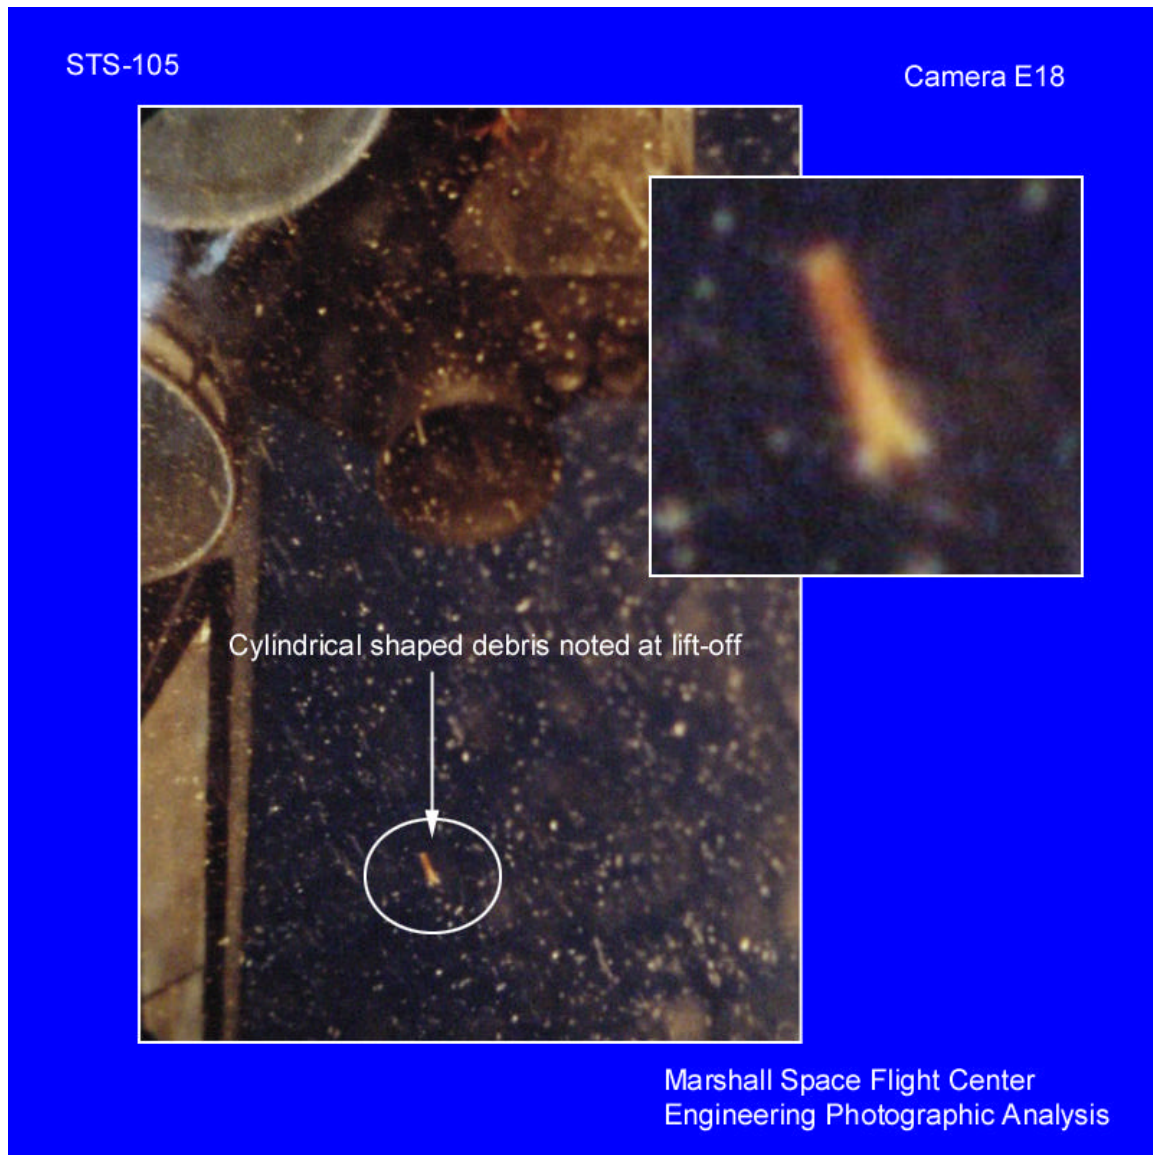 STS-105
Camera E18
Cylindrical shaped debris noted at lift-off
Marshall Space Flight Center
Engineering Photographic Analysis